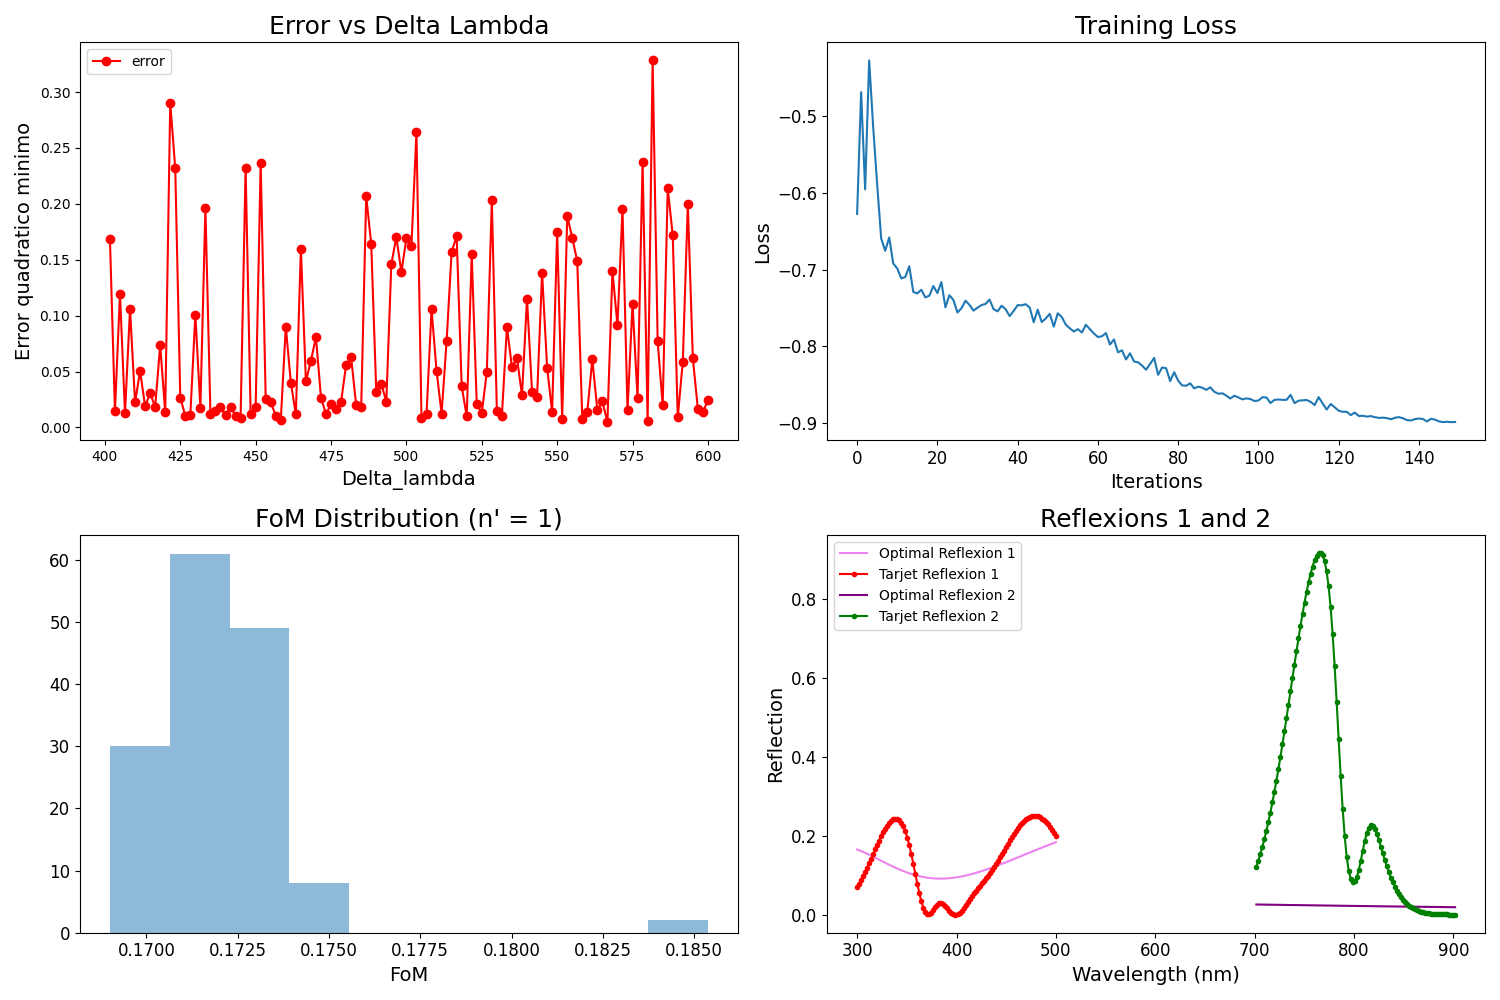 Error vs Delta Lambda
error
Error quadratico minimo
0.30
0.25
0.20
0.15
0.10
0.05
0.00
400 425 450 475 500 525 550 575 600
Delta_lambda
Training Loss
Loss
−0.5
−0.6
−0.7
−0.8
−0.9
0 20 40 60 80 100 120 140
Iterations
FoM Distribution (n' = 1)
60
50
40
30
20
10
0
0.1700 0.1725 0.1750 0.1775 0.1800 0.1825 0.1850
FoM
Reflexions 1 and 2
Optimal Reflexion 1
Tarjet Reflexion 1
Optimal Reflexion 2
Tarjet Reflexion 2
Reflection
0.8
0.6
0.4
0.2
0.0
300 400 500 600 700 800 900
Wavelength (nm)